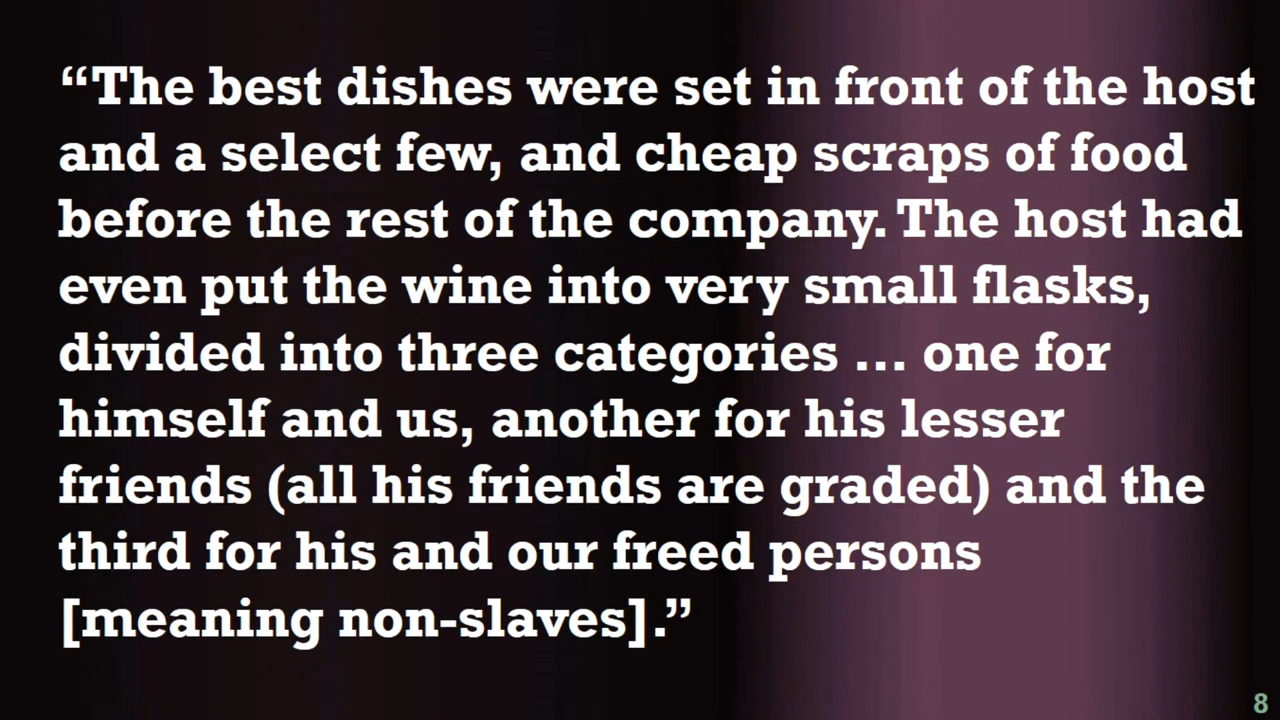 “The best dishes were set in front of the host
and a select few, and cheap scraps of food
before the rest of the company. The host had
even put the wine into very small flasks,
divided into three categories ... one for
himself and us, another for his lesser
friends (all his friends are graded) and the
third for his and our freed persons
[meaning non-slaves].”
8